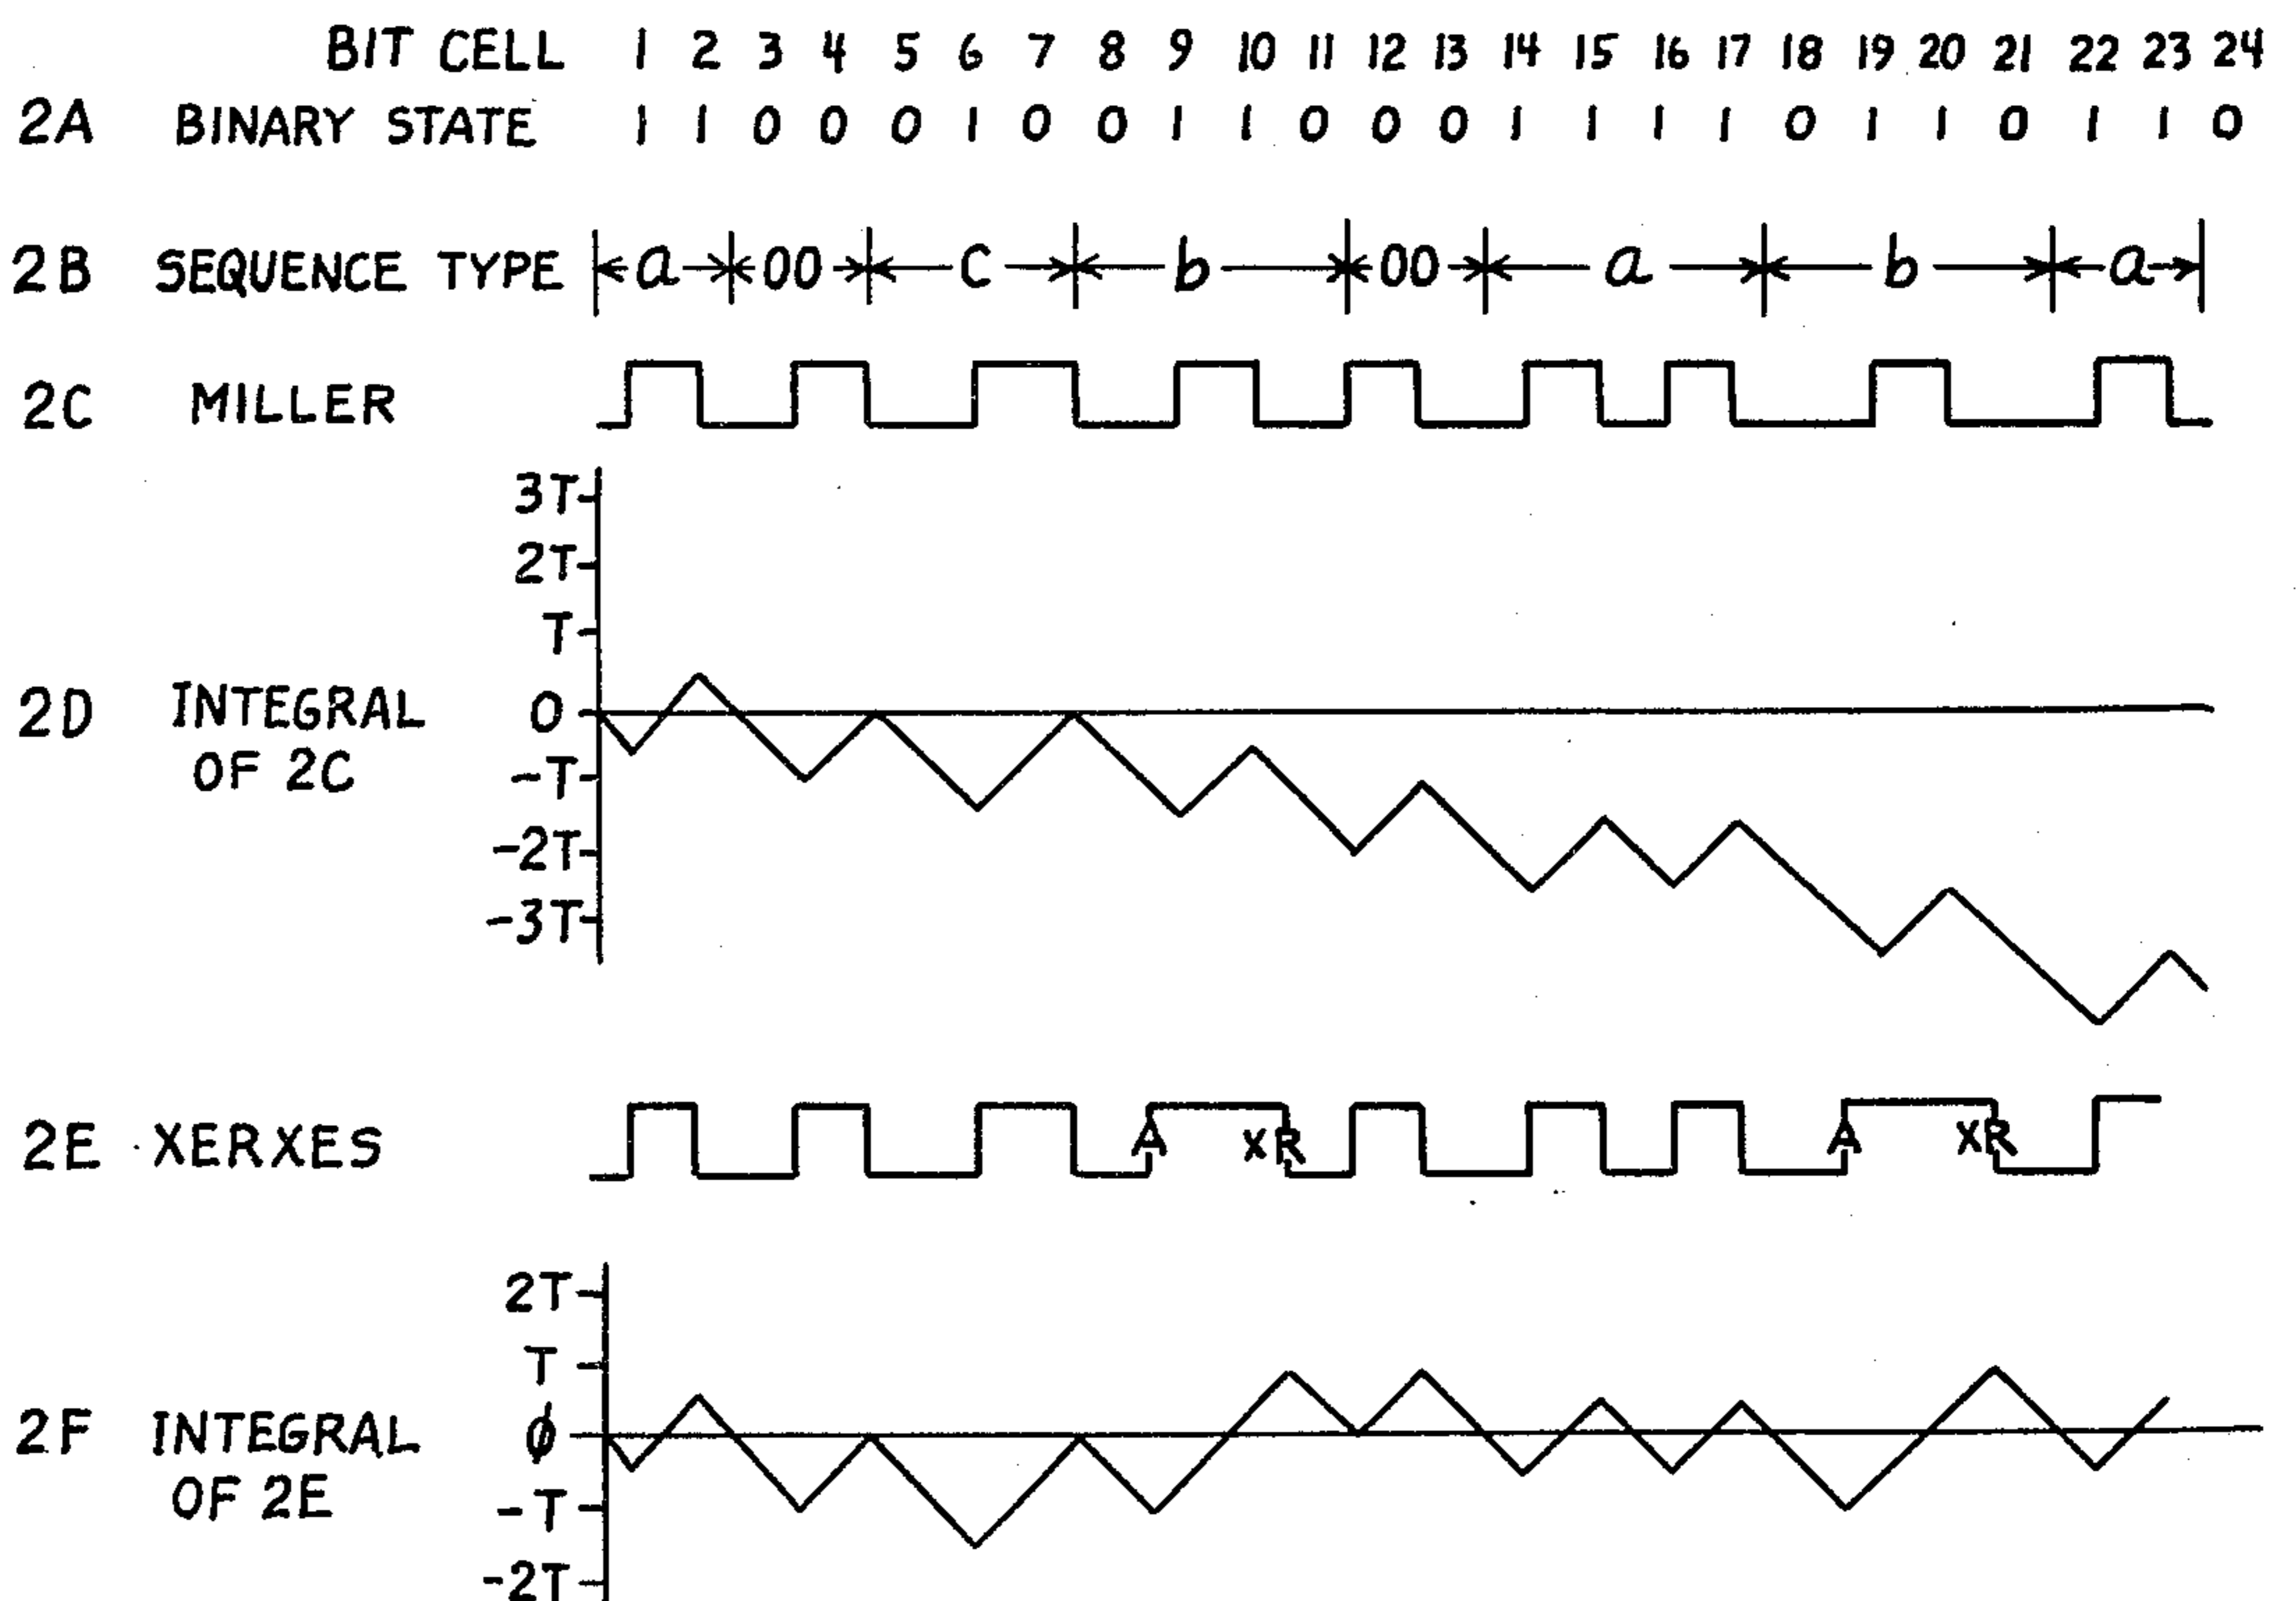 BIT CELL 1 2 3 4 5 6 7 8 9 10 11 12 13 14 15 16 17 18 19 20 21 22 23 24
2A BINARY STATE 1 1 0 0 0 1 0 0 1 1 0 0 0 1 1 1 1 0 1 1 0 1 1 0
2B SEQUENCE TYPE a 00 c b 00 a b a
2C MILLER
3T
2T
T
2D INTEGRAL OF 2C
0
-T
-2T
-3T
2E XERXES A XR A XR
2T
T
2F INTEGRAL OF 2E
ϕ
-T
-2T